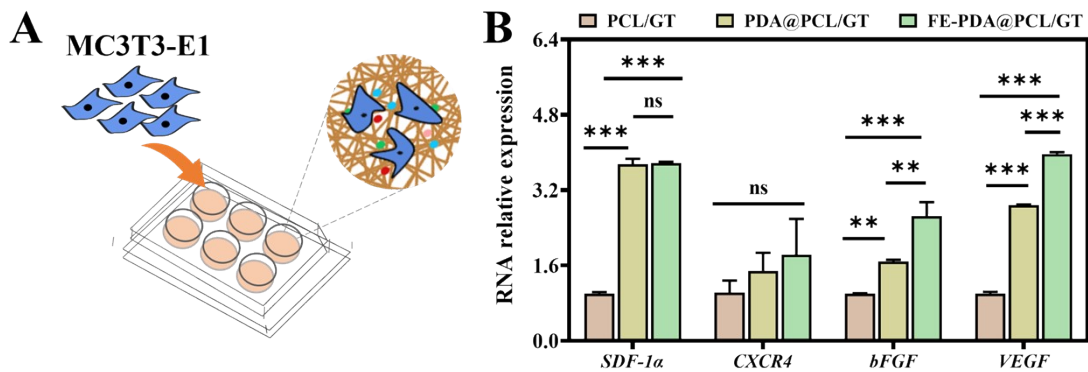 A
MC3T3-E1
B
PCL/GT PDA@PCL/GT FE-PDA@PCL/GT
RNA relative expression
6.4
4.8
3.2
1.6
0.0
***
ns
***
ns
***
**
**
***
***
***
SDF-1α CXCR4 bFGF VEGF